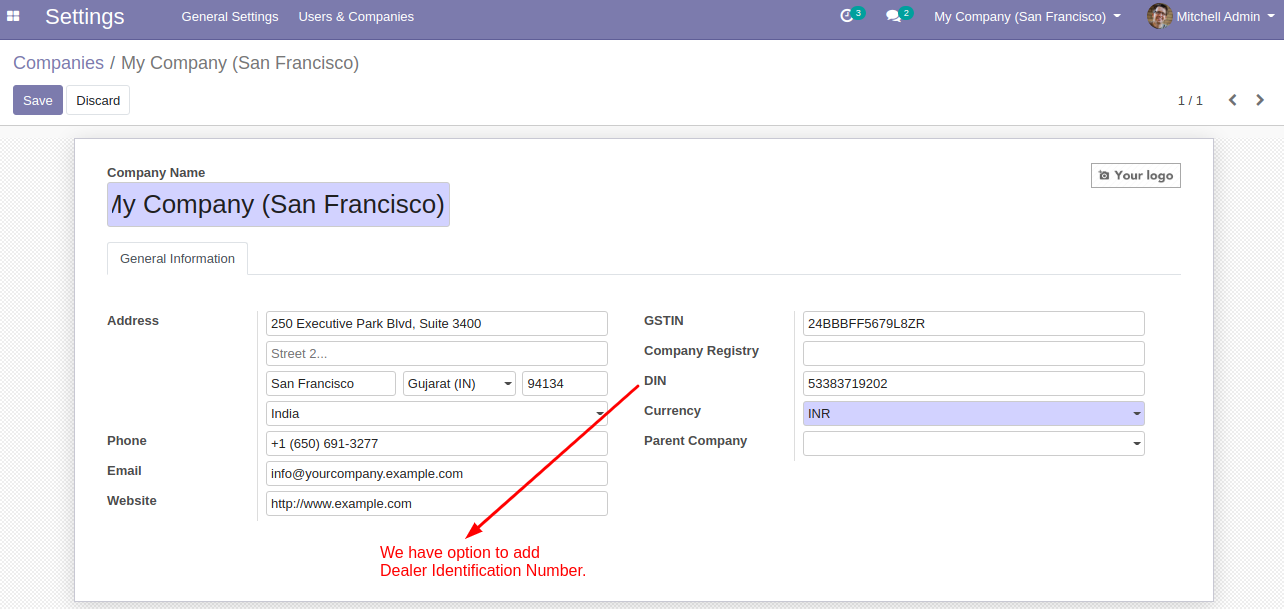 Settings General Settings Users & Companies 3 2 My Company (San Francisco) Mitchell Admin
Companies / My Company (San Francisco)
Save Discard 1 / 1
Company Name
Your logo
My Company (San Francisco)
General Information
Address 250 Executive Park Blvd, Suite 3400 GSTIN 24BBBFF5679L8ZR
Street 2... Company Registry
San Francisco Gujarat (IN) 94134 DIN 53383719202
India Currency INR
Phone +1 (650) 691-3277 Parent Company
Email info@yourcompany.example.com
Website http://www.example.com
We have option to add
Dealer Identification Number.